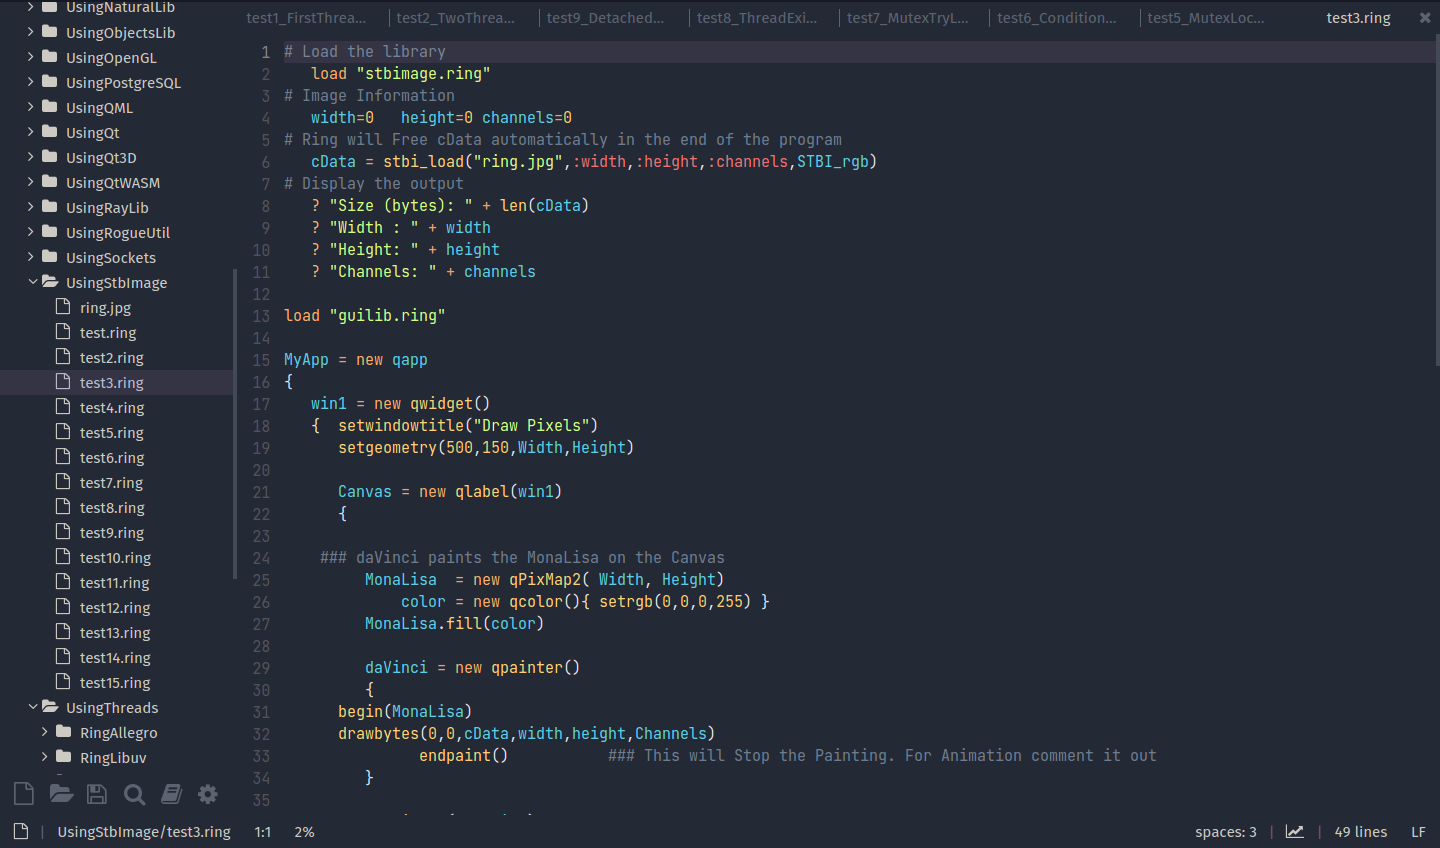 UsingNaturalLib
UsingObjectsLib
UsingOpenGL
UsingPostgreSQL
UsingQML
UsingQt
UsingQt3D
UsingQtWASM
UsingRayLib
UsingRogueUtil
UsingSockets
UsingStbImage
ring.jpg
test.ring
test2.ring
test3.ring
test4.ring
test5.ring
test6.ring
test7.ring
test8.ring
test9.ring
test10.ring
test11.ring
test12.ring
test13.ring
test14.ring
test15.ring
UsingThreads
RingAllegro
RingLibuv
test1_FirstThrea... test2_TwoThrea... test9_Detached... test8_ThreadExi... test7_MutexTryL... test6_Condition... test5_MutexLoc... test3.ring
1 # Load the library
2 load "stbimage.ring"
3 # Image Information
4 width=0 height=0 channels=0
5 # Ring will Free cData automatically in the end of the program
6 cData = stbi_load("ring.jpg",:width,:height,:channels,STBI_rgb)
7 # Display the output
8 ? "Size (bytes): " + len(cData)
9 ? "Width : " + width
10 ? "Height: " + height
11 ? "Channels: " + channels
12
13 load "guilib.ring"
14
15 MyApp = new qapp
16 {
17 win1 = new qwidget()
18 { setwindowtitle("Draw Pixels")
19 setgeometry(500,150,Width,Height)
20
21 Canvas = new qlabel(win1)
22 {
23
24 ### daVinci paints the MonaLisa on the Canvas
25 MonaLisa = new qPixMap2( Width, Height)
26 color = new qcolor(){ setrgb(0,0,0,255) }
27 MonaLisa.fill(color)
28
29 daVinci = new qpainter()
30 {
31 begin(MonaLisa)
32 drawbytes(0,0,cData,width,height,Channels)
33 endpaint() ### This will Stop the Painting. For Animation comment it out
34 }
35
UsingStbImage/test3.ring 1:1 2% spaces: 3 49 lines LF